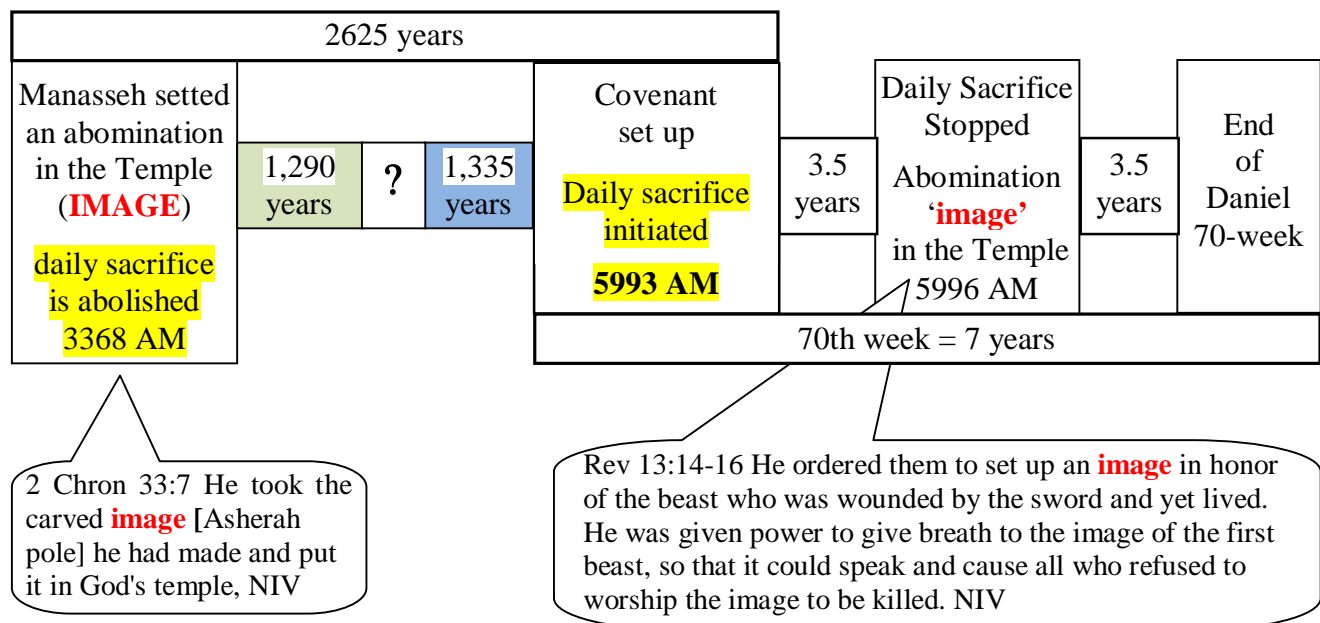 2625 years
Manasseh setted
an abomination
in the Temple
(IMAGE)
daily sacrifice
is abolished
3368 AM
1,290
years
?
1,335
years
Covenant
set up
Daily sacrifice
initiated
5993 AM
3.5
years
Daily Sacrifice
Stopped
Abomination
‘image’
in the Temple
5996 AM
3.5
years
End
of
Daniel
70-week
70th week = 7 years
2 Chron 33:7 He took the
carved image [Asherah
pole] he had made and put
it in God's temple, NIV
Rev 13:14-16 He ordered them to set up an image in honor
of the beast who was wounded by the sword and yet lived.
He was given power to give breath to the image of the first
beast, so that it could speak and cause all who refused to
worship the image to be killed. NIV